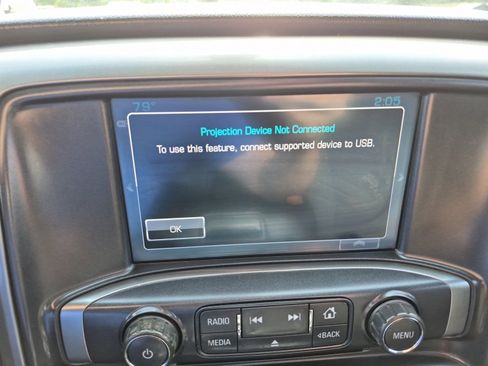 79°
2:05
Projection Device Not Connected
To use this feature, connect supported device to USB.
OK
RADIO
MEDIA
BACK
MENU